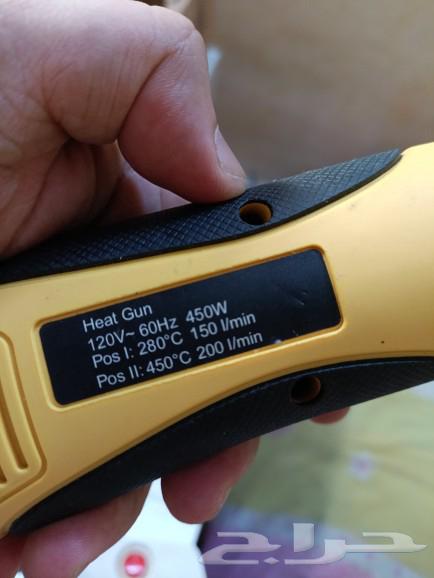 Heat Gun
120V~ 60Hz 450W
Pos I: 280°C 150 l/min
Pos II: 450°C 200 l/min
حراج